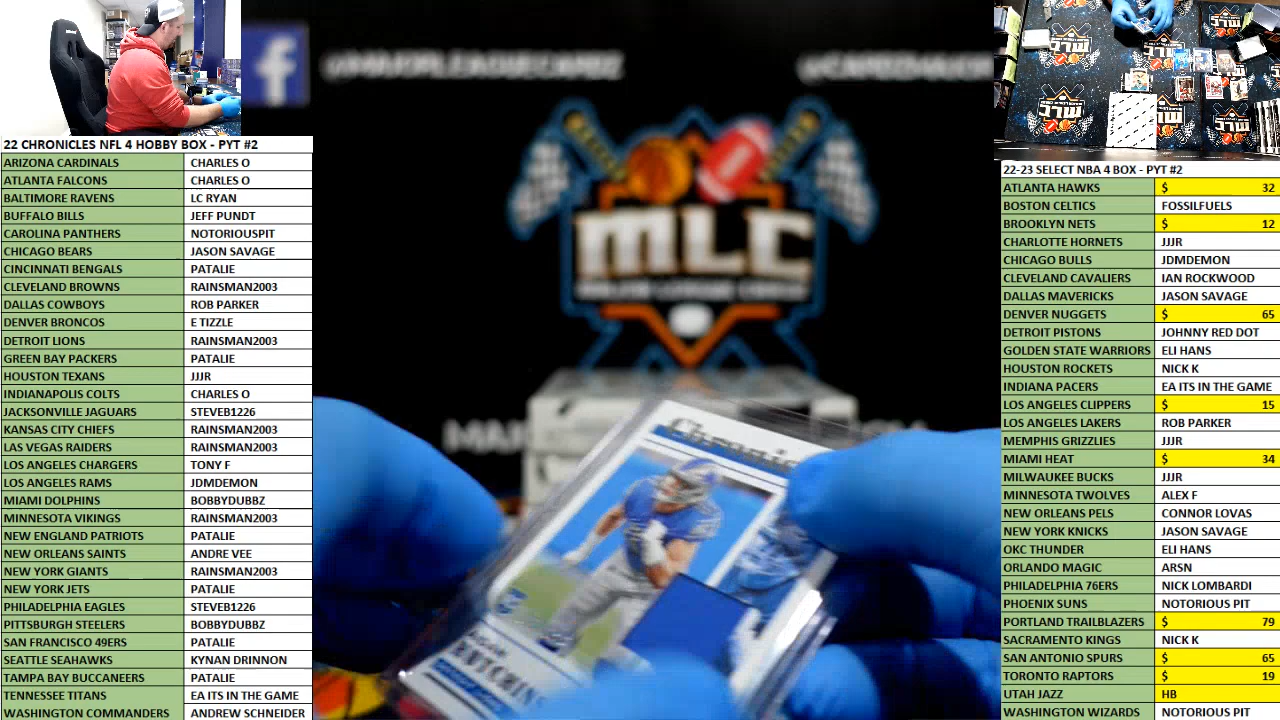 22 CHRONICLES NFL 4 HOBBY BOX - PYT #2
ARIZONA CARDINALS CHARLES O
ATLANTA FALCONS CHARLES O
BALTIMORE RAVENS LC RYAN
BUFFALO BILLS JEFF PUNDT
CAROLINA PANTHERS NOTORIOUSPIT
CHICAGO BEARS JASON SAVAGE
CINCINNATI BENGALS PATALIE
CLEVELAND BROWNS RAINSMAN2003
DALLAS COWBOYS ROB PARKER
DENVER BRONCOS E TIZZLE
DETROIT LIONS RAINSMAN2003
GREEN BAY PACKERS PATALIE
HOUSTON TEXANS JJJR
INDIANAPOLIS COLTS CHARLES O
JACKSONVILLE JAGUARS STEVEB1226
KANSAS CITY CHIEFS RAINSMAN2003
LAS VEGAS RAIDERS RAINSMAN2003
LOS ANGELES CHARGERS TONY F
LOS ANGELES RAMS JDMDEMON
MIAMI DOLPHINS BOBBYDUBBZ
MINNESOTA VIKINGS RAINSMAN2003
NEW ENGLAND PATRIOTS PATALIE
NEW ORLEANS SAINTS ANDRE VEE
NEW YORK GIANTS RAINSMAN2003
NEW YORK JETS PATALIE
PHILADELPHIA EAGLES STEVEB1226
PITTSBURGH STEELERS BOBBYDUBBZ
SAN FRANCISCO 49ERS PATALIE
SEATTLE SEAHAWKS KYNAN DRINNON
TAMPA BAY BUCCANEERS PATALIE
TENNESSEE TITANS EA ITS IN THE GAME
WASHINGTON COMMANDERS ANDREW SCHNEIDER
f
MLC
MAJOR LEAGUE CARDZ
Chronicles
22-23 SELECT NBA 4 BOX - PYT #2
ATLANTA HAWKS $ 32
BOSTON CELTICS FOSSILFUELS
BROOKLYN NETS $ 12
CHARLOTTE HORNETS JJJR
CHICAGO BULLS JDMDEMON
CLEVELAND CAVALIERS IAN ROCKWOOD
DALLAS MAVERICKS JASON SAVAGE
DENVER NUGGETS $ 65
DETROIT PISTONS JOHNNY RED DOT
GOLDEN STATE WARRIORS ELI HANS
HOUSTON ROCKETS NICK K
INDIANA PACERS EA ITS IN THE GAME
LOS ANGELES CLIPPERS $ 15
LOS ANGELES LAKERS ROB PARKER
MEMPHIS GRIZZLIES JJJR
MIAMI HEAT $ 34
MILWAUKEE BUCKS JJJR
MINNESOTA TWOLVES ALEX F
NEW ORLEANS PELS CONNOR LOVAS
NEW YORK KNICKS JASON SAVAGE
OKC THUNDER ELI HANS
ORLANDO MAGIC ARSN
PHILADELPHIA 76ERS NICK LOMBARDI
PHOENIX SUNS NOTORIOUS PIT
PORTLAND TRAILBLAZERS $ 79
SACRAMENTO KINGS NICK K
SAN ANTONIO SPURS $ 65
TORONTO RAPTORS $ 19
UTAH JAZZ HB
WASHINGTON WIZARDS NOTORIOUS PIT